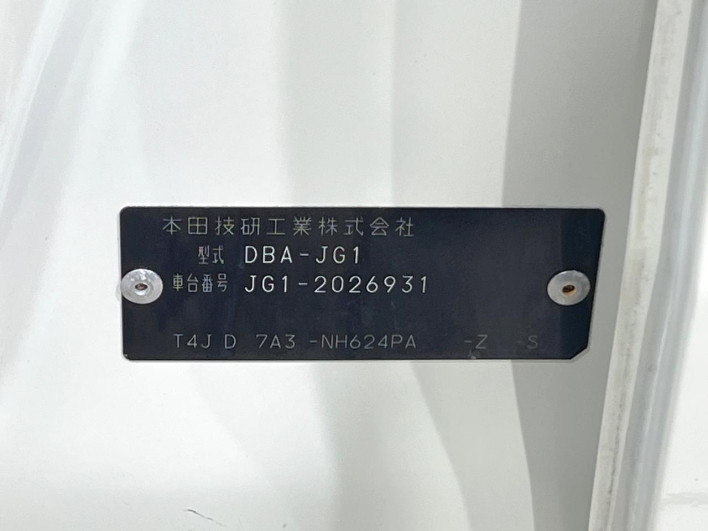 本田技研工業株式会社
型式 DBA-JG1
車台番号 JG1-2026931
T4J D 7A3 -NH624PA -Z -S